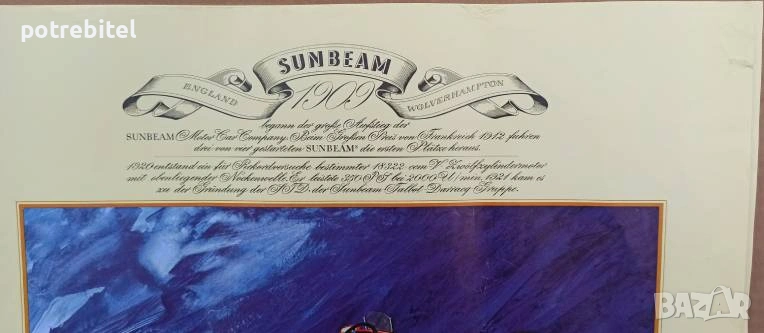 potrebitel
SUNBEAM
ENGLAND
1909
WOLVERHAMPTON
begann der große Aufstieg der
SUNBEAM Motor Car Company. Beim Großen Preis von Frankreich 1912 fuhren
drei von vier gestarteten "SUNBEAM" die ersten Plätze heraus.
1920 entstand ein für Rekordversuche bestimmter 18322 ccm V Zwölfzylindermotor
mit obenliegender Nockenwelle. Er leistete 350 PS bei 2000 U/min. 1921 kam es
zu der Gründung der S.T.D. der Sunbeam Talbot Darracq Gruppe.
BAZAR